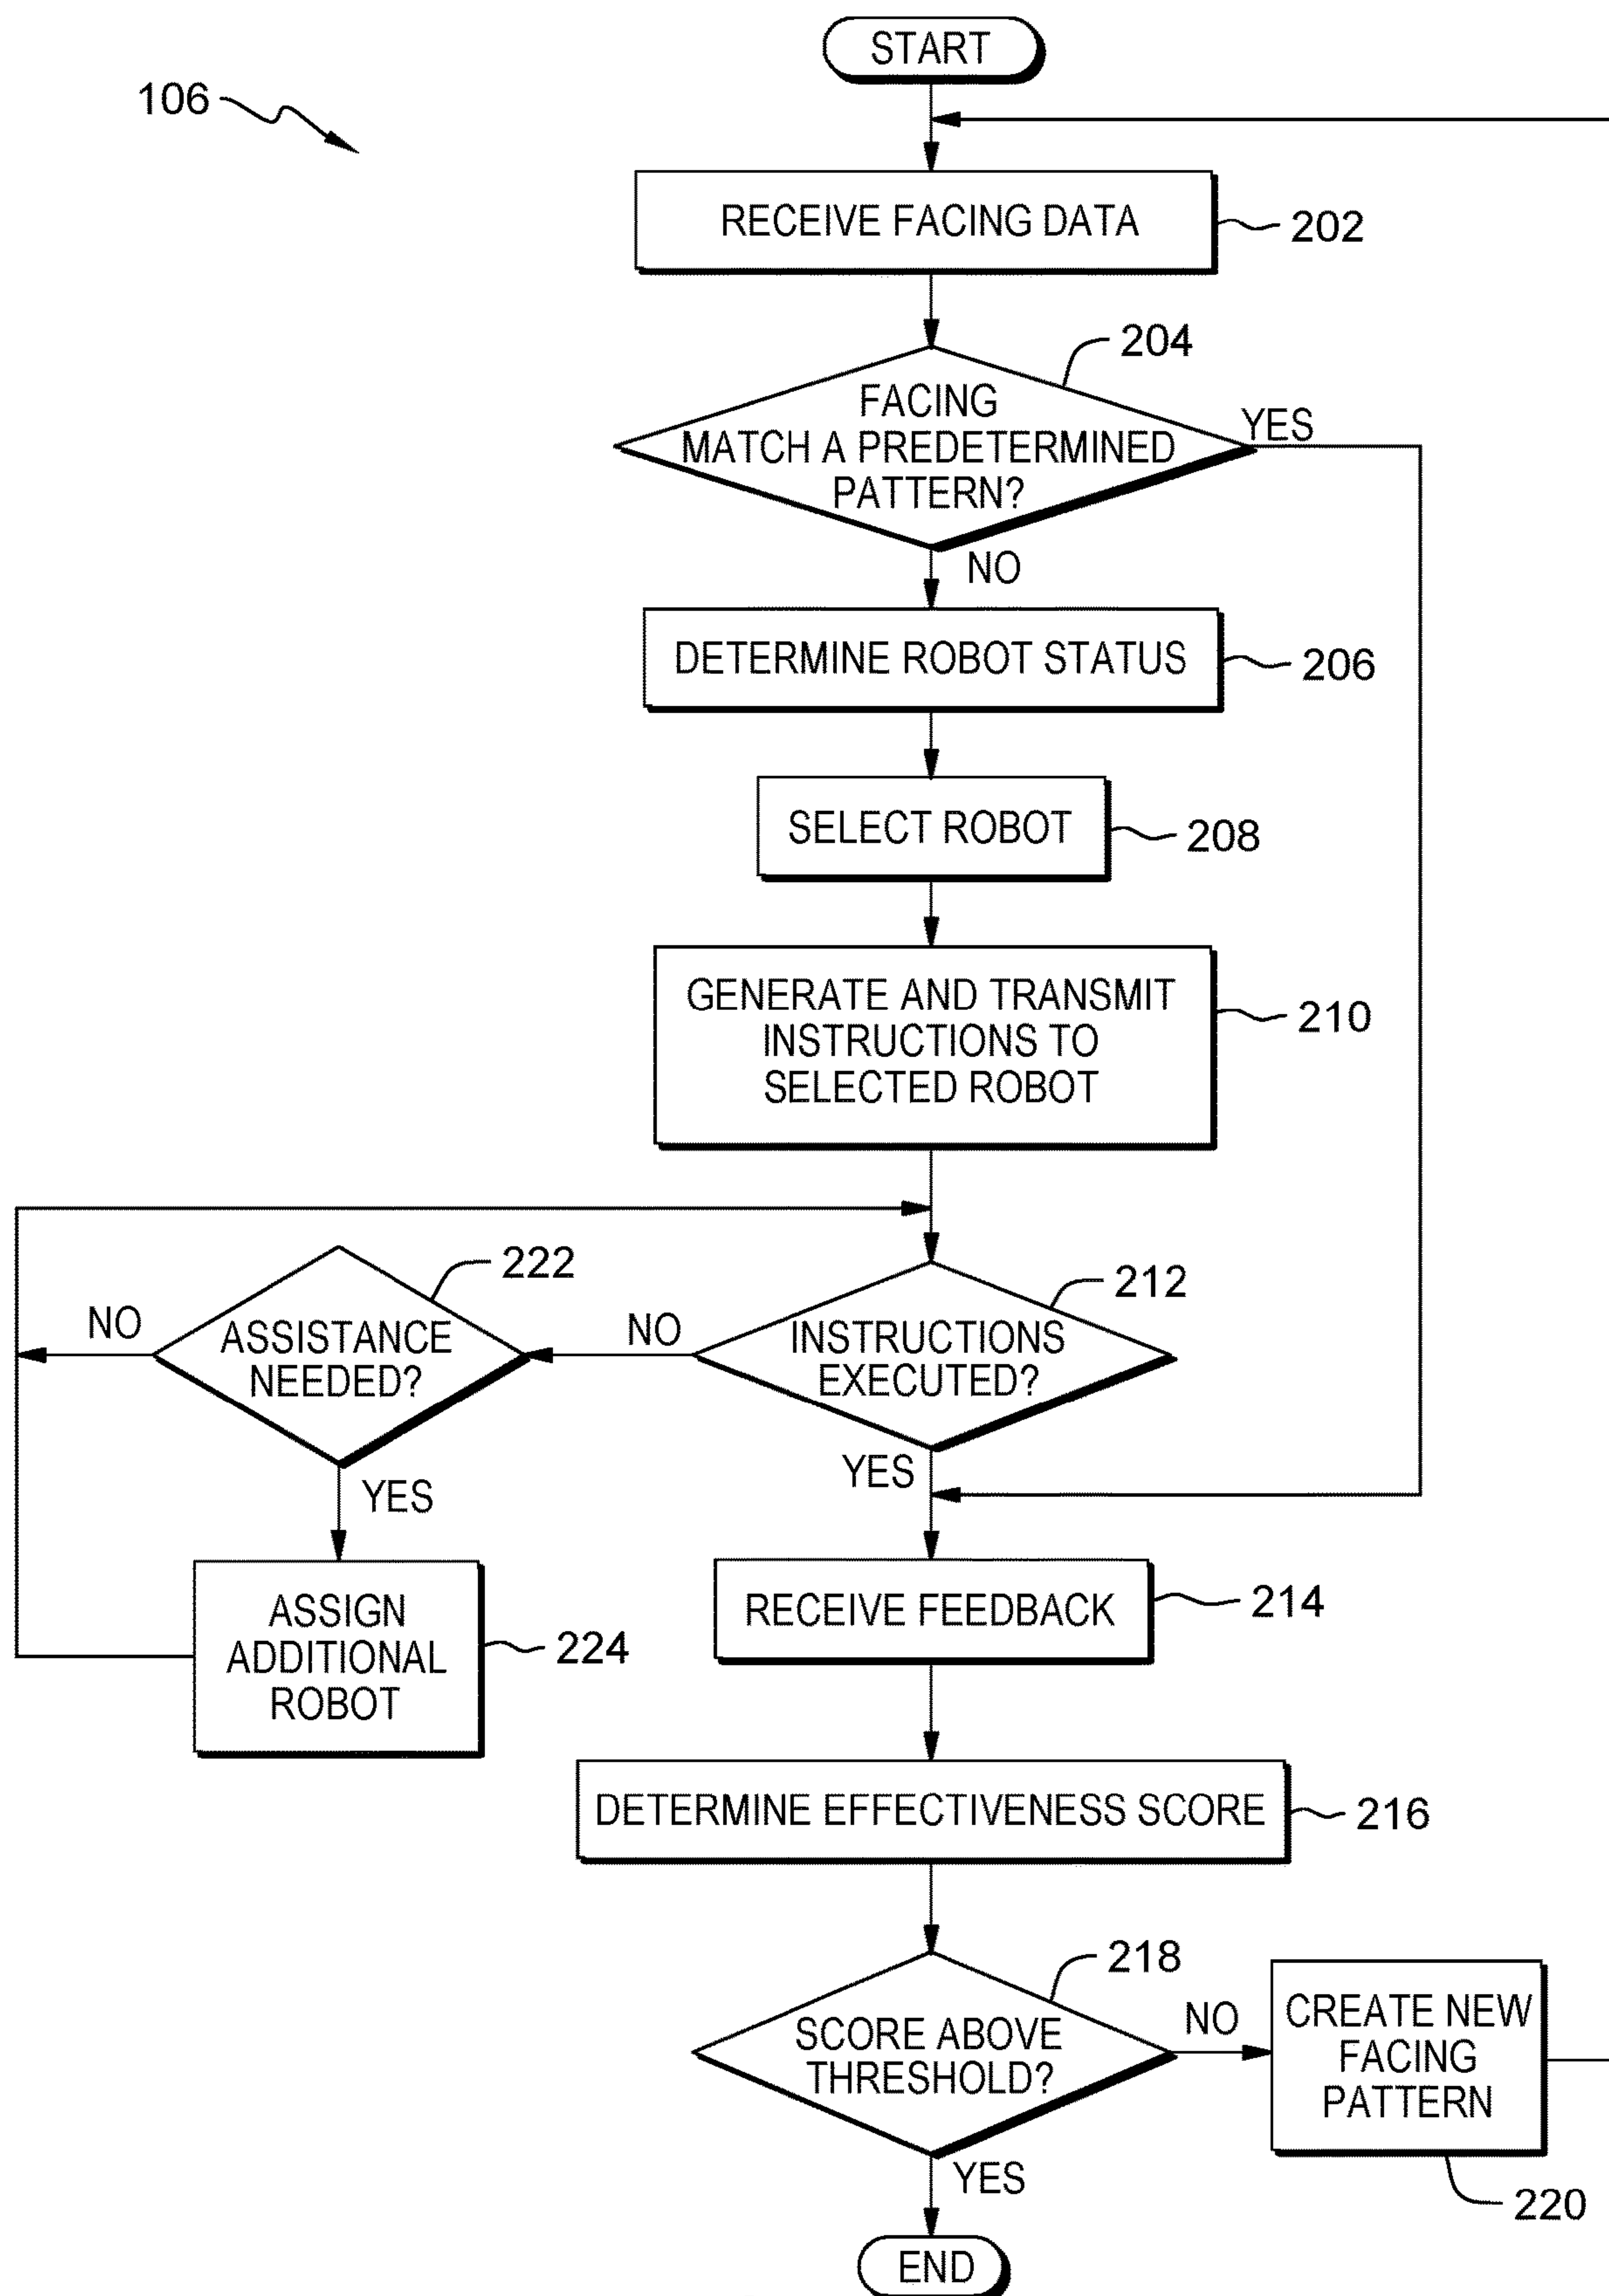 START
106
RECEIVE FACING DATA
202
204
FACING
MATCH A PREDETERMINED
PATTERN?
YES
NO
DETERMINE ROBOT STATUS
206
SELECT ROBOT
208
GENERATE AND TRANSMIT
INSTRUCTIONS TO
SELECTED ROBOT
210
222
212
NO
ASSISTANCE
NEEDED?
NO
INSTRUCTIONS
EXECUTED?
YES
YES
ASSIGN
ADDITIONAL
ROBOT
224
RECEIVE FEEDBACK
214
DETERMINE EFFECTIVENESS SCORE
216
218
SCORE ABOVE
THRESHOLD?
NO
CREATE NEW
FACING
PATTERN
YES
220
END